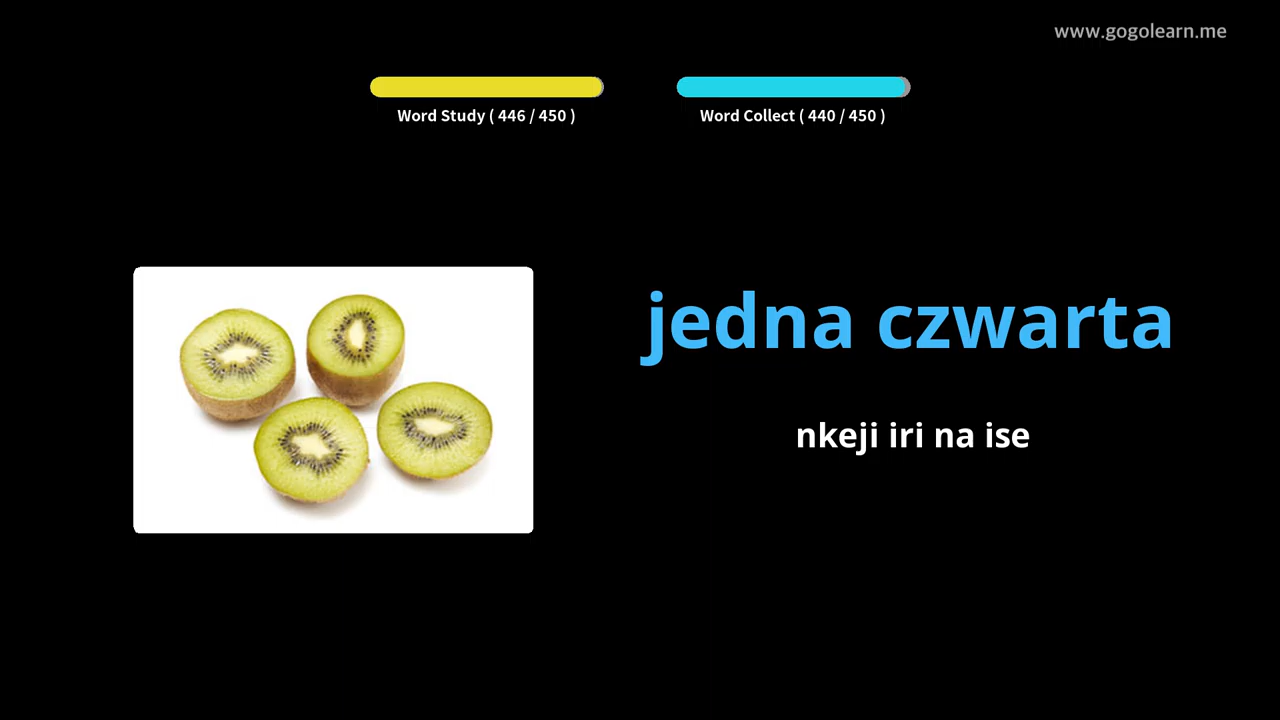 www.gogolearn.me
Word Study ( 446 / 450 )
Word Collect ( 440 / 450 )
jedna czwarta
nkeji iri na ise